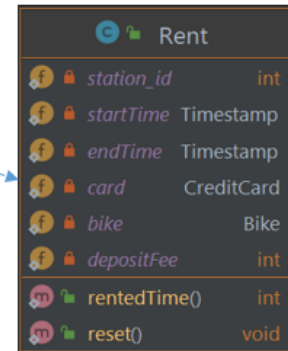 C Rent
f station_id int
f startTime Timestamp
f endTime Timestamp
f card CreditCard
f bike Bike
f depositFee int
m rentedTime() int
m reset() void